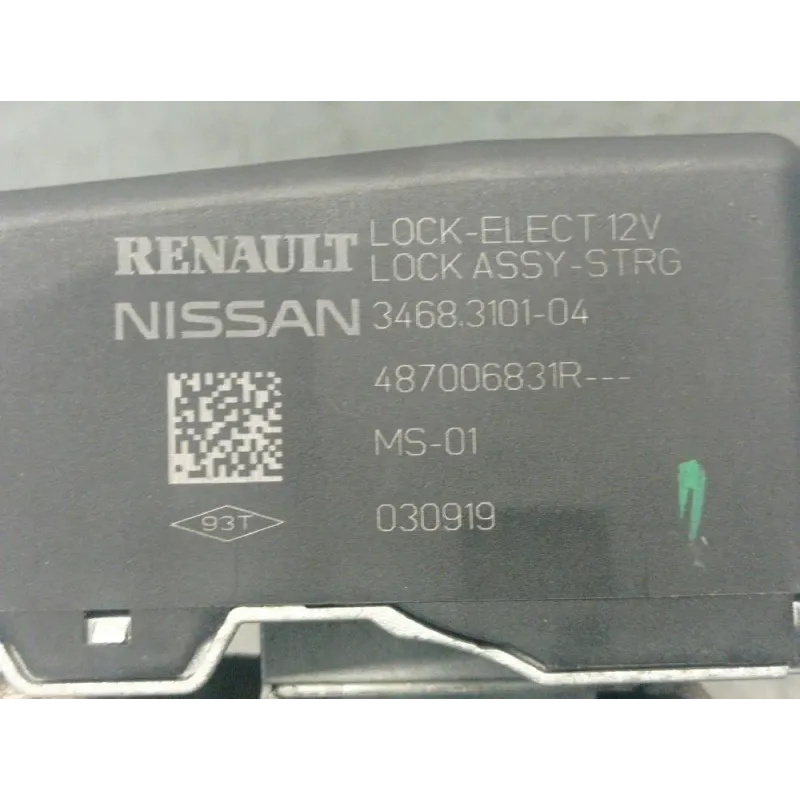 RENAULT LOCK-ELECT 12V
LOCK ASSY-STRG
NISSAN 3468.3101-04
487006831R---
MS-01
93T 030919